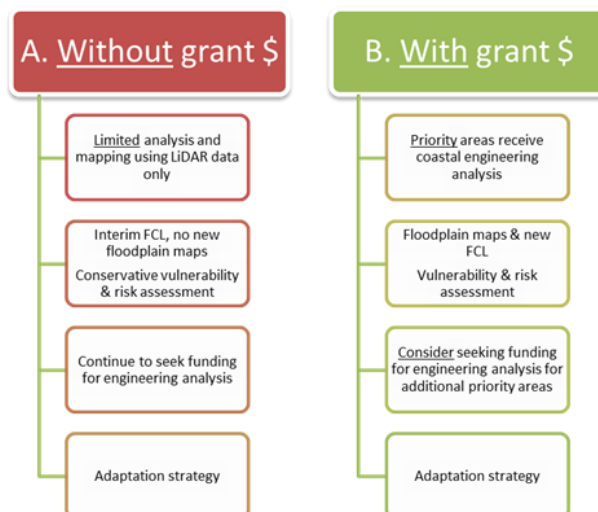 A. Without grant $
Limited analysis and
mapping using LiDAR data
only
Interim FCL, no new
floodplain maps
Conservative vulnerability
& risk assessment
Continue to seek funding
for engineering analysis
Adaptation strategy
B. With grant $
Priority areas receive
coastal engineering
analysis
Floodplain maps & new
FCL
Vulnerability & risk
assessment
Consider seeking funding
for engineering analysis for
additional priority areas
Adaptation strategy